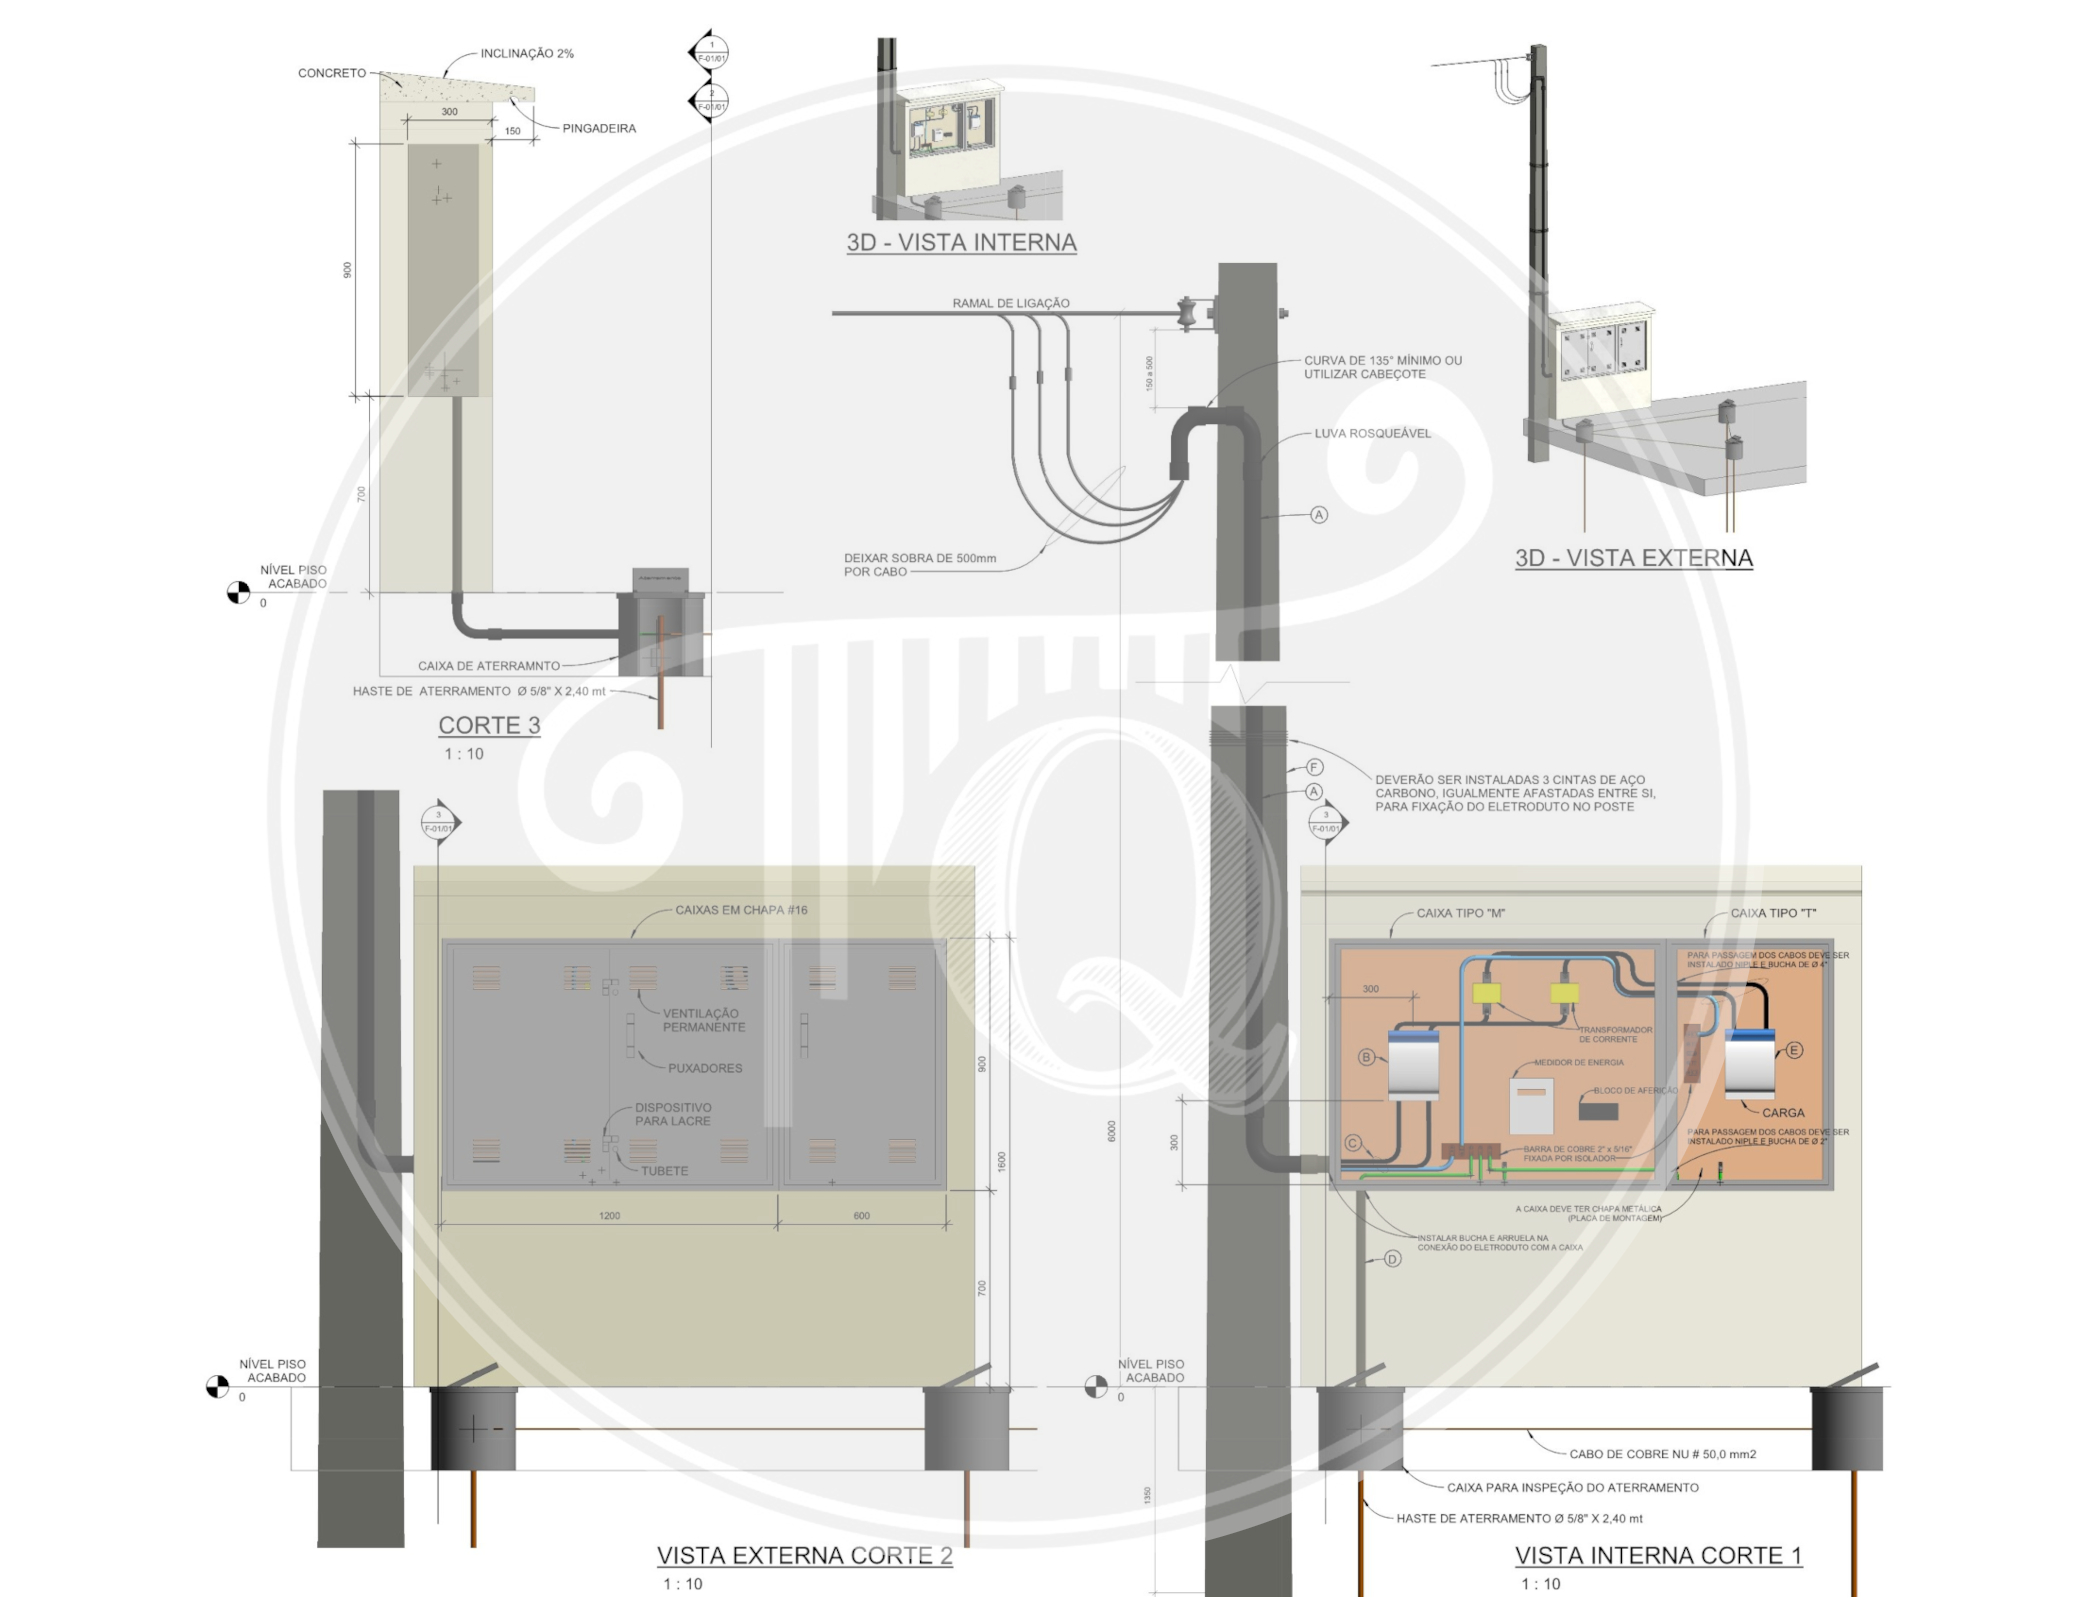 INCLINAÇÃO 2%
CONCRETO
300
150
PINGADEIRA
900
700
NÍVEL PISO
ACABADO
0
CAIXA DE ATERRAMNTO
HASTE DE ATERRAMENTO Ø 5/8" X 2,40 mt
CORTE 3
1 : 10
1
F-01/01
2
F-01/01
3D - VISTA INTERNA
3D - VISTA EXTERNA
RAMAL DE LIGAÇÃO
150 a 500
CURVA DE 135° MÍNIMO OU
UTILIZAR CABEÇOTE
LUVA ROSQUEÁVEL
A
DEIXAR SOBRA DE 500mm
POR CABO
F
A
DEVERÃO SER INSTALADAS 3 CINTAS DE AÇO
CARBONO, IGUALMENTE AFASTADAS ENTRE SI,
PARA FIXAÇÃO DO ELETRODUTO NO POSTE
3
F-01/01
CAIXAS EM CHAPA #16
VENTILAÇÃO
PERMANENTE
PUXADORES
DISPOSITIVO
PARA LACRE
TUBETE
1200
600
900
1600
700
NÍVEL PISO
ACABADO
0
VISTA EXTERNA CORTE 2
1 : 10
3
F-01/01
CAIXA TIPO "M"
CAIXA TIPO "T"
PARA PASSAGEM DOS CABOS DEVE SER
INSTALADO NIPLE E BUCHA DE Ø 4"
300
TRANSFORMADOR
DE CORRENTE
B
MEDIDOR DE ENERGIA
BLOCO DE AFERIÇÃO
E
CARGA
PARA PASSAGEM DOS CABOS DEVE SER
INSTALADO NIPLE E BUCHA DE Ø 2"
C
BARRA DE COBRE 2" x 5/16"
FIXADA POR ISOLADOR
300
6000
A CAIXA DEVE TER CHAPA METÁLICA
(PLACA DE MONTAGEM)
INSTALAR BUCHA E ARRUELA NA
CONEXÃO DO ELETRODUTO COM A CAIXA
D
NÍVEL PISO
ACABADO
0
1350
CABO DE COBRE NU # 50,0 mm2
CAIXA PARA INSPEÇÃO DO ATERRAMENTO
HASTE DE ATERRAMENTO Ø 5/8" X 2,40 mt
VISTA INTERNA CORTE 1
1 : 10
TQ